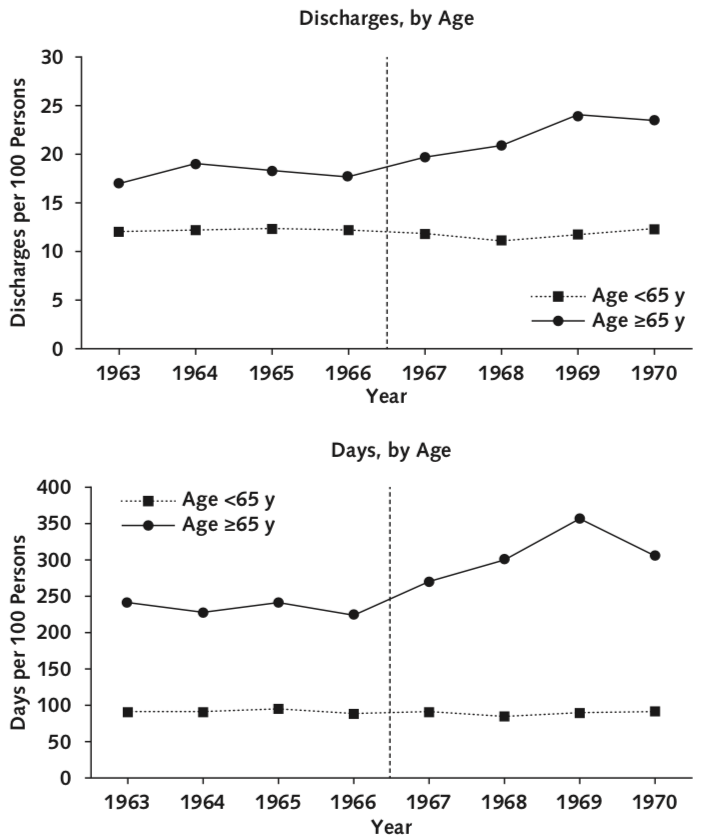 Discharges, by Age
Discharges per 100 Persons
30
25
20
15
10
5
0
Age <65 y
Age ≥65 y
1963 1964 1965 1966 1967 1968 1969 1970
Year
Days, by Age
Days per 100 Persons
400
350
300
250
200
150
100
50
0
Age <65 y
Age ≥65 y
1963 1964 1965 1966 1967 1968 1969 1970
Year